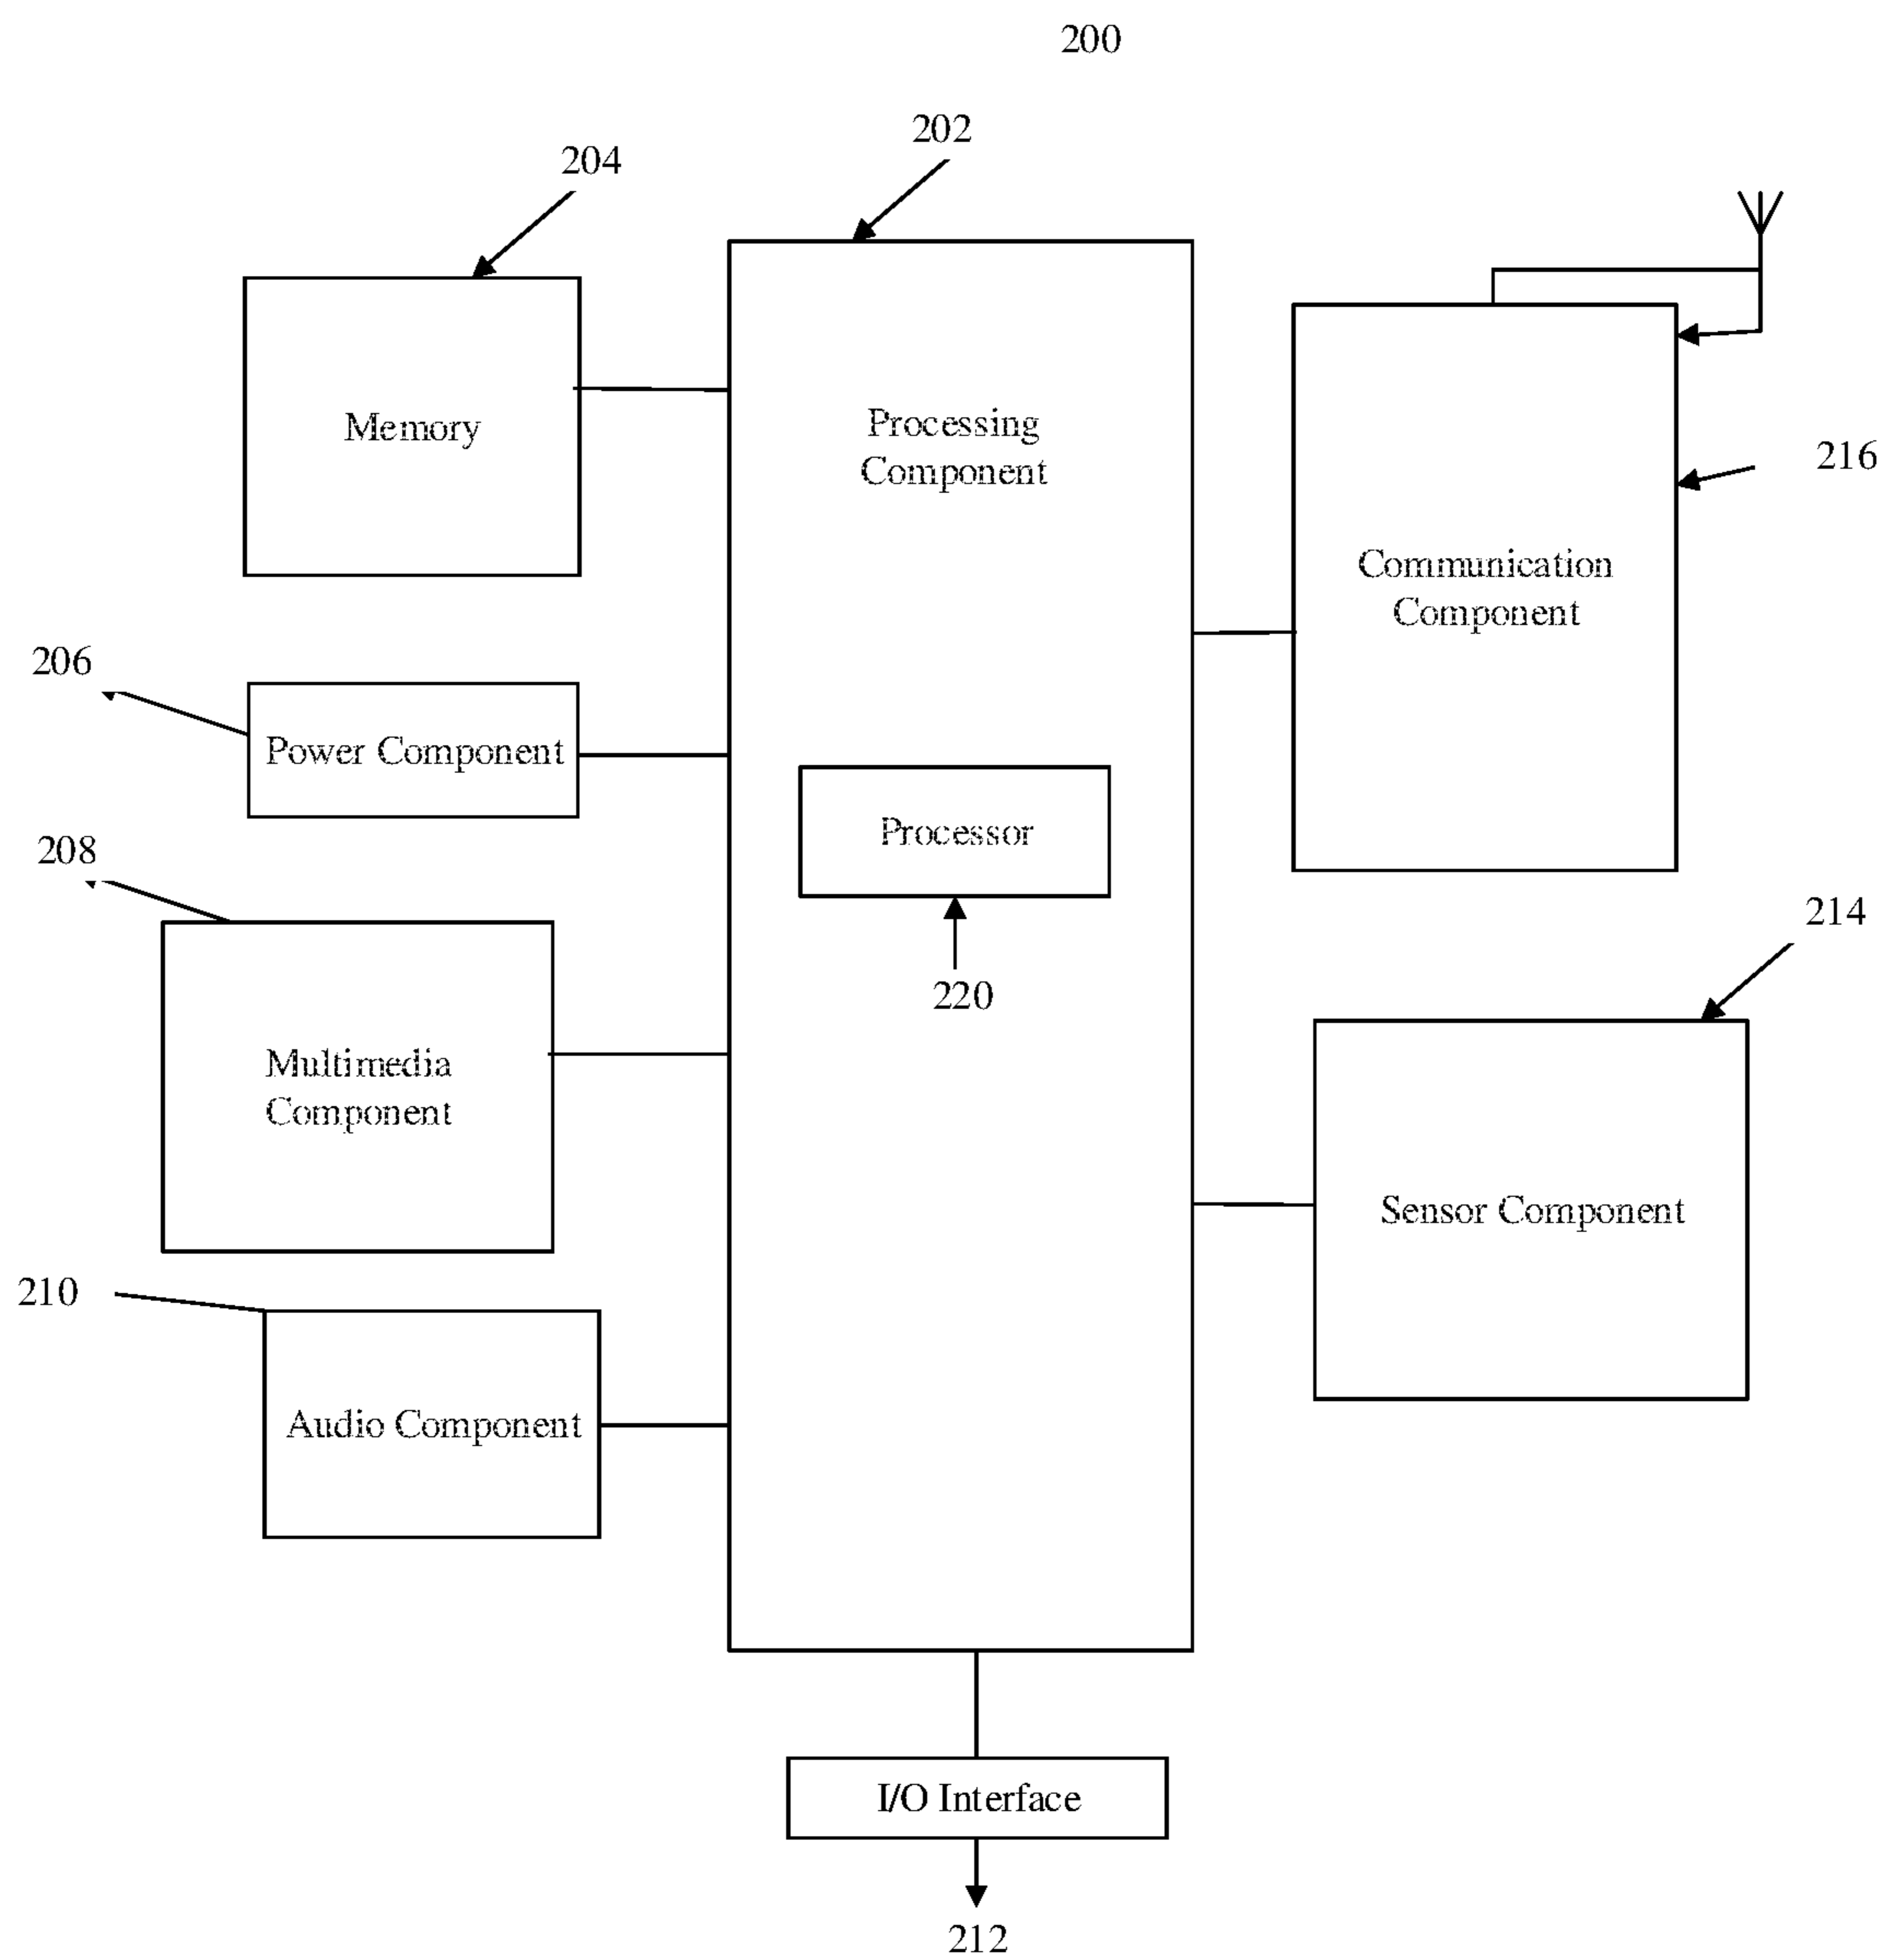 200
202
204
Memory
Processing
Component
216
Communication
Component
206
Power Component
Processor
208
214
220
Multimedia
Component
Sensor Component
210
Audio Component
I/O Interface
212